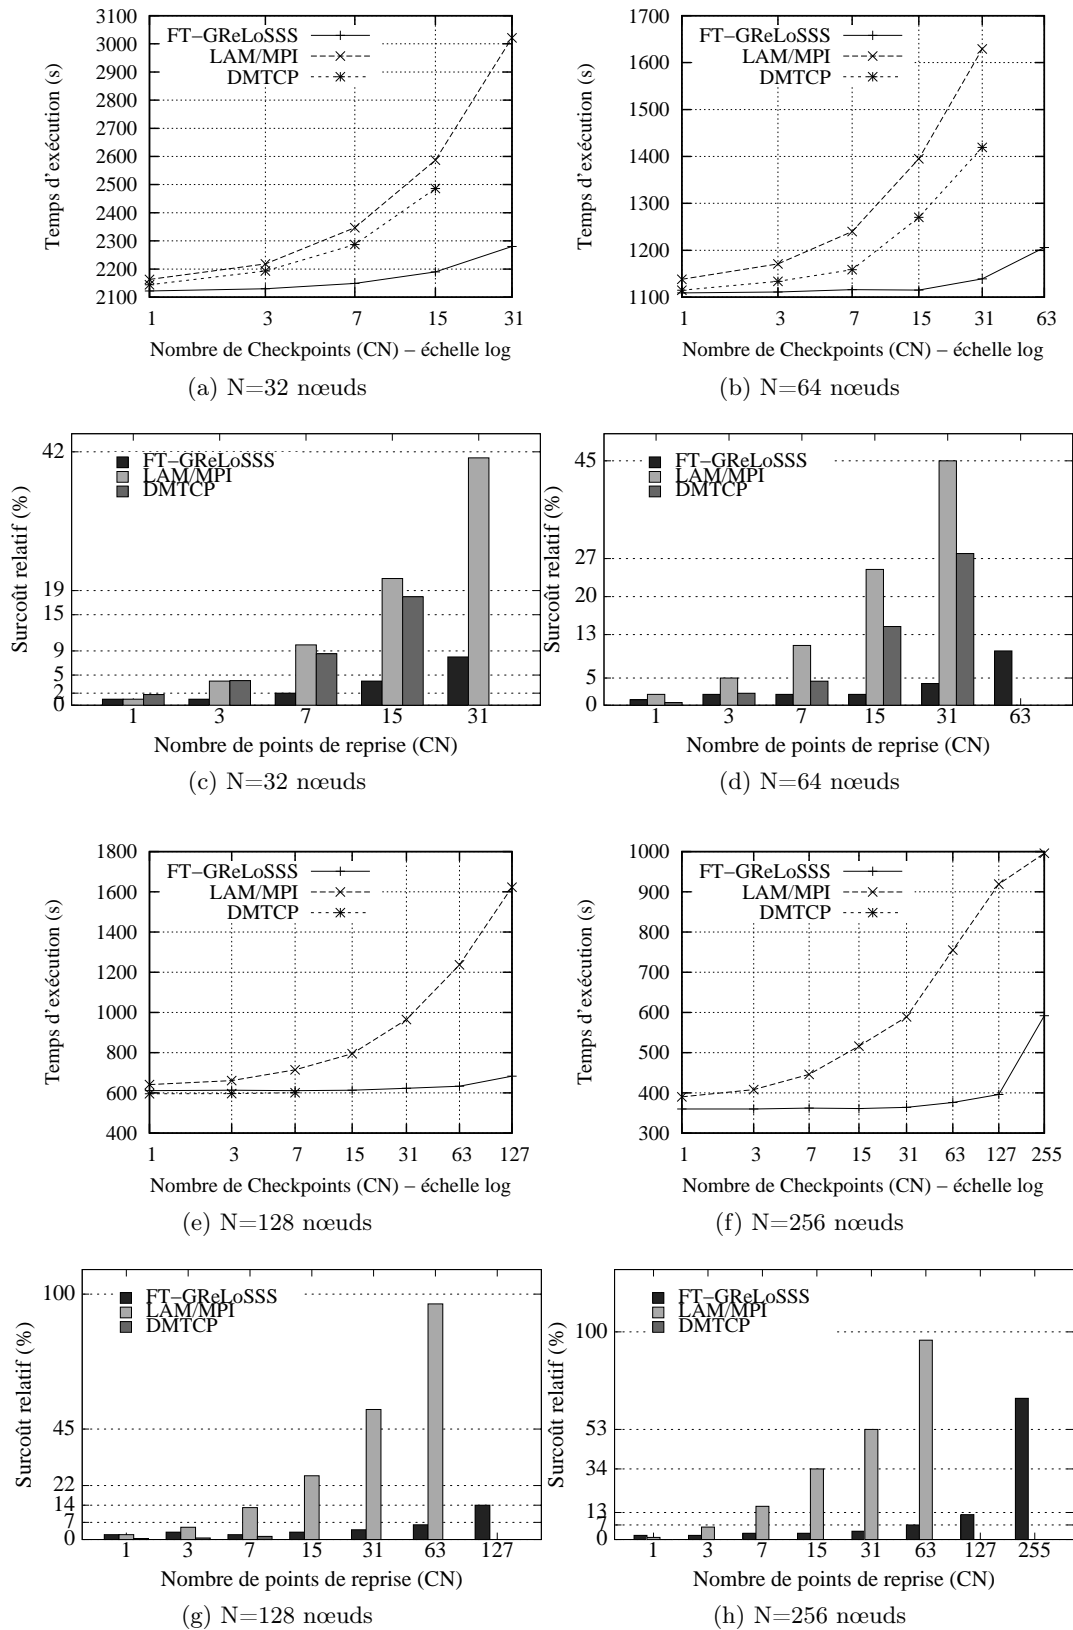 3100
3000
2900
2800
2700
2600
2500
2400
2300
2200
2100
Temps d'exécution (s)
FT–GReLoSSS
LAM/MPI
DMTCP
1 3 7 15 31
Nombre de Checkpoints (CN) – échelle log
(a) N=32 nœuds
1700
1600
1500
1400
1300
1200
1100
Temps d'exécution (s)
FT–GReLoSSS
LAM/MPI
DMTCP
1 3 7 15 31 63
Nombre de Checkpoints (CN) – échelle log
(b) N=64 nœuds
42
19
15
9
5
2
0
Surcoût relatif (%)
FT–GReLoSSS
LAM/MPI
DMTCP
1 3 7 15 31
Nombre de points de reprise (CN)
(c) N=32 nœuds
45
27
20
13
5
0
Surcoût relatif (%)
FT–GReLoSSS
LAM/MPI
DMTCP
1 3 7 15 31 63
Nombre de points de reprise (CN)
(d) N=64 nœuds
1800
1600
1400
1200
1000
800
600
400
Temps d'exécution (s)
FT–GReLoSSS
LAM/MPI
DMTCP
1 3 7 15 31 63 127
Nombre de Checkpoints (CN) – échelle log
(e) N=128 nœuds
1000
900
800
700
600
500
400
300
Temps d'exécution (s)
FT–GReLoSSS
LAM/MPI
DMTCP
1 3 7 15 31 63 127 255
Nombre de Checkpoints (CN) – échelle log
(f) N=256 nœuds
100
45
22
14
7
0
Surcoût relatif (%)
FT–GReLoSSS
LAM/MPI
DMTCP
1 3 7 15 31 63 127
Nombre de points de reprise (CN)
(g) N=128 nœuds
100
53
34
13
7
0
Surcoût relatif (%)
FT–GReLoSSS
LAM/MPI
DMTCP
1 3 7 15 31 63 127 255
Nombre de points de reprise (CN)
(h) N=256 nœuds